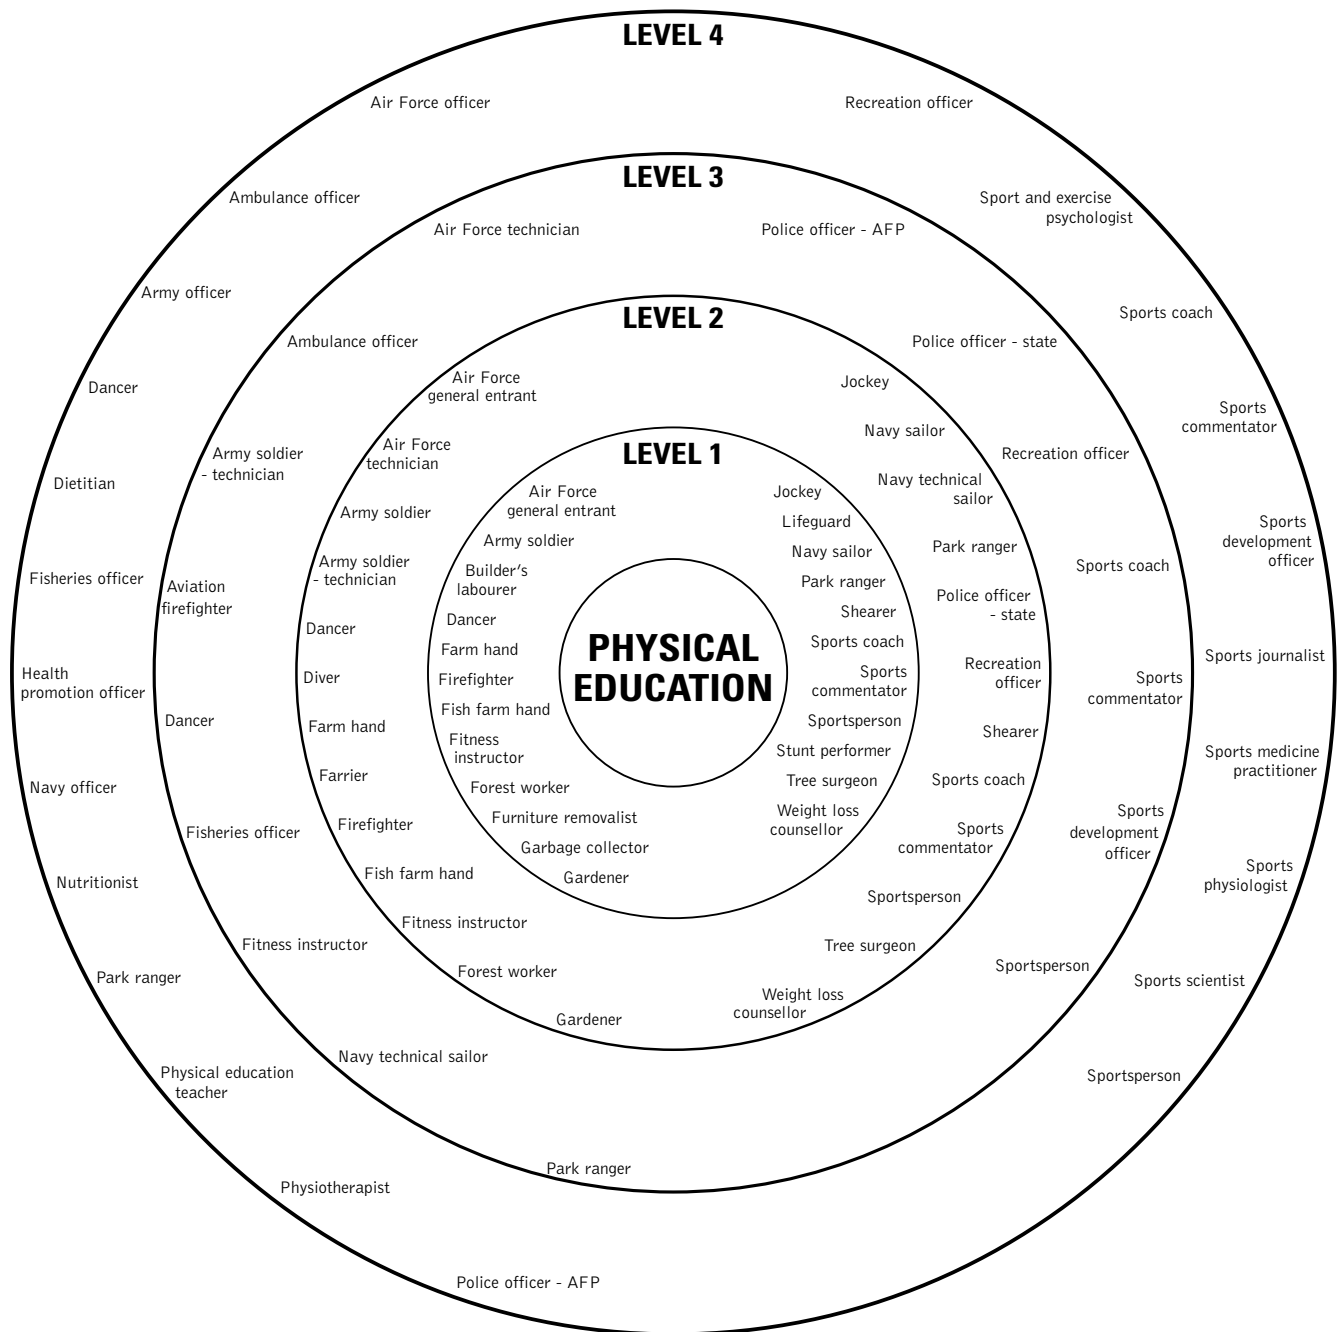 LEVEL 4
Air Force officer
Ambulance officer
Army officer
Dancer
Dietitian
Fisheries officer
Health
promotion officer
Navy officer
Nutritionist
Park ranger
Physical education
teacher
Physiotherapist
Police officer - AFP
Recreation officer
Sport and exercise
psychologist
Sports coach
Sports
commentator
Sports
development
officer
Sports journalist
Sports medicine
practitioner
Sports
physiologist
Sports scientist
Sportsperson
LEVEL 3
Air Force technician
Ambulance officer
Army soldier
- technician
Aviation
firefighter
Dancer
Fisheries officer
Fitness instructor
Navy technical sailor
Park ranger
Police officer - AFP
Police officer - state
Recreation officer
Sports coach
Sports
commentator
Sports
development
officer
Sportsperson
LEVEL 2
Air Force
general entrant
Air Force
technician
Army soldier
Army soldier
- technician
Dancer
Diver
Farm hand
Farrier
Firefighter
Fish farm hand
Fitness instructor
Forest worker
Gardener
Jockey
Navy sailor
Navy technical
sailor
Park ranger
Police officer
- state
Recreation
officer
Shearer
Sports coach
Sports
commentator
Sportsperson
Tree surgeon
Weight loss
counsellor
LEVEL 1
Air Force
general entrant
Army soldier
Builder's
labourer
Dancer
Farm hand
Firefighter
Fish farm hand
Fitness
instructor
Forest worker
Furniture removalist
Garbage collector
Gardener
Jockey
Lifeguard
Navy sailor
Park ranger
Shearer
Sports coach
Sports
commentator
Sportsperson
Stunt performer
Tree surgeon
Weight loss
counsellor
PHYSICAL
EDUCATION